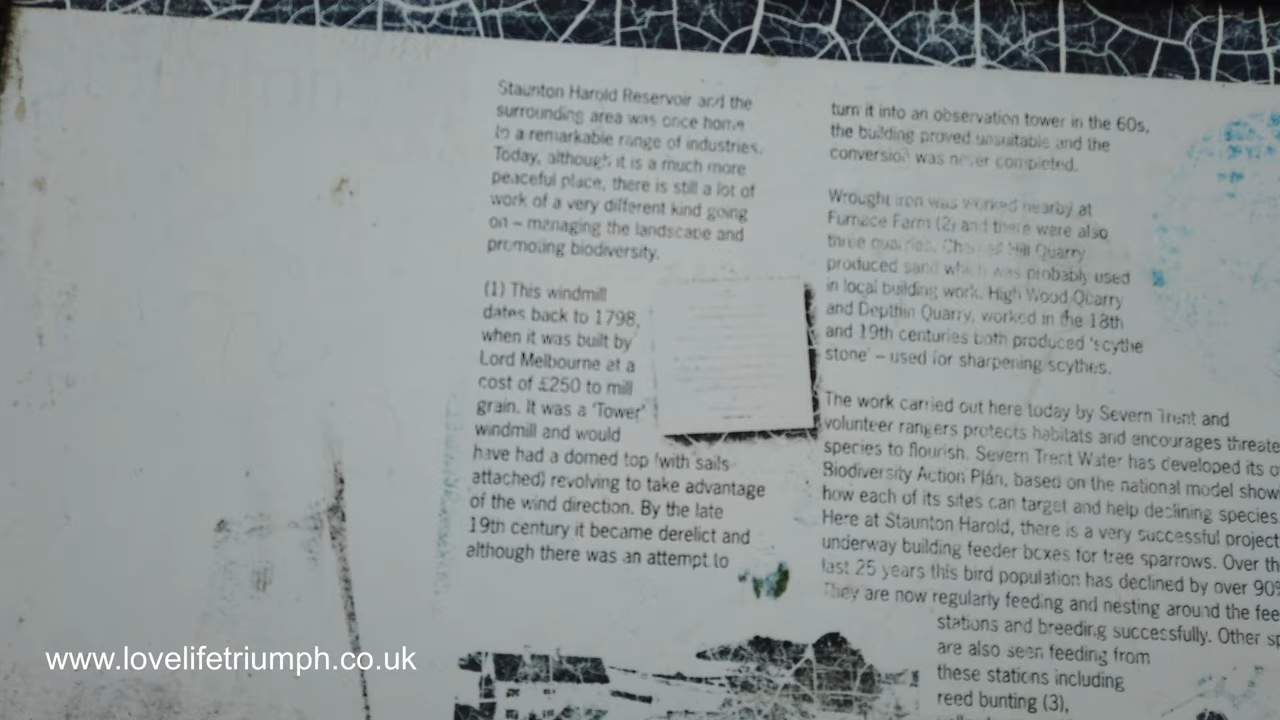 Staunton Harold Reservoir and the
surrounding area was once home
to a remarkable range of industries.
Today, although it is a much more
peaceful place, there is still a lot of
work of a very different kind going
on – managing the landscape and
promoting biodiversity.
(1) This windmill
dates back to 1798,
when it was built by
Lord Melbourne at a
cost of £250 to mill
grain. It was a 'Tower'
windmill and would
have had a domed top (with sails
attached) revolving to take advantage
of the wind direction. By the late
19th century it became derelict and
although there was an attempt to
turn it into an observation tower in the 60s,
the building proved unsuitable and the
conversion was never completed.
Wrought iron was worked nearby at
Furnace Farm (2) and there were also
three quarries. Hill Quarry
produced sand which was probably used
in local building work. High Wood Quarry
and Depthin Quarry, worked in the 18th
and 19th centuries both produced 'scythe
stone' – used for sharpening scythes.
The work carried out here today by Severn Trent and
volunteer rangers protects habitats and encourages threate
species to flourish. Severn Trent Water has developed its o
Biodiversity Action Plan, based on the national model show
how each of its sites can target and help declining species.
Here at Staunton Harold, there is a very successful project
underway building feeder boxes for tree sparrows. Over th
last 25 years this bird population has declined by over 90%
They are now regularly feeding and nesting around the fee
stations and breeding successfully. Other sp
are also seen feeding from
these stations including
reed bunting (3),
www.lovelifetriumph.co.uk